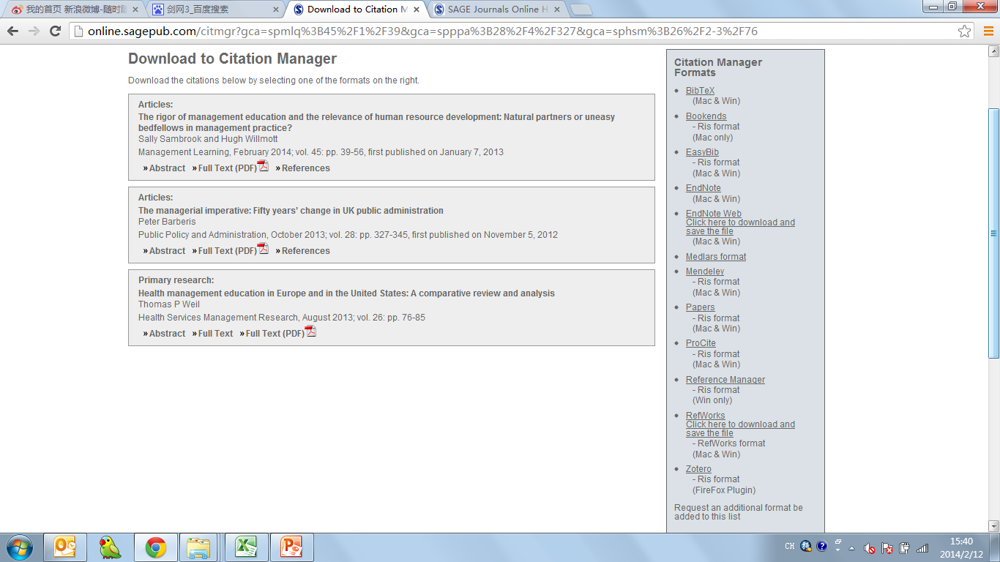 我的首页 新浪微博-随时随
剑网3_百度搜索
Download to Citation M
SAGE Journals Online H
online.sagepub.com/citmgr?gca=spmlq%3B45%2F1%2F39&gca=spppa%3B28%2F4%2F327&gca=sphsm%3B26%2F2-3%2F76
Download to Citation Manager
Download the citations below by selecting one of the formats on the right.
Articles:
The rigor of management education and the relevance of human resource development: Natural partners or uneasy
bedfellows in management practice?
Sally Sambrook and Hugh Willmott
Management Learning, February 2014; vol. 45: pp. 39-56, first published on January 7, 2013
» Abstract » Full Text (PDF) » References
Articles:
The managerial imperative: Fifty years' change in UK public administration
Peter Barberis
Public Policy and Administration, October 2013; vol. 28: pp. 327-345, first published on November 5, 2012
» Abstract » Full Text (PDF) » References
Primary research:
Health management education in Europe and in the United States: A comparative review and analysis
Thomas P Weil
Health Services Management Research, August 2013; vol. 26: pp. 76-85
» Abstract » Full Text » Full Text (PDF)
Citation Manager
Formats
BibTeX
(Mac & Win)
Bookends
- Ris format
(Mac only)
EasyBib
- Ris format
(Mac & Win)
EndNote
(Mac & Win)
EndNote Web
Click here to download and
save the file
(Mac & Win)
Medlars format
Mendeley
- Ris format
(Mac & Win)
Papers
- Ris format
(Mac & Win)
ProCite
- Ris format
(Mac & Win)
Reference Manager
- Ris format
(Win only)
RefWorks
Click here to download and
save the file
- RefWorks format
(Mac & Win)
Zotero
- Ris format
(FireFox Plugin)
Request an additional format be
added to this list
CH
15:40
2014/2/12